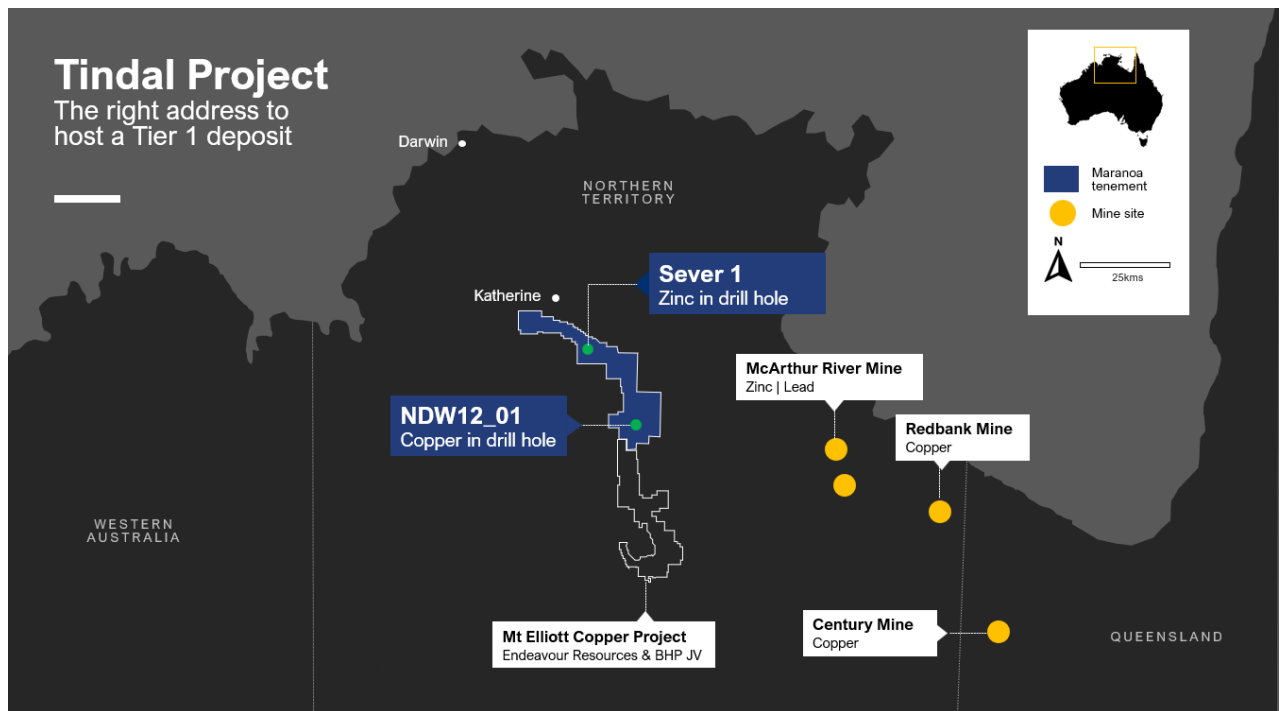 Tindal Project
The right address to
host a Tier 1 deposit
Darwin
NORTHERN
TERRITORY
Maranoa
tenement
Mine site
N
25kms
Sever 1
Zinc in drill hole
Katherine
McArthur River Mine
Zinc | Lead
NDW12_01
Copper in drill hole
Redbank Mine
Copper
WESTERN
AUSTRALIA
Mt Elliott Copper Project
Endeavour Resources & BHP JV
Century Mine
Copper
QUEENSLAND